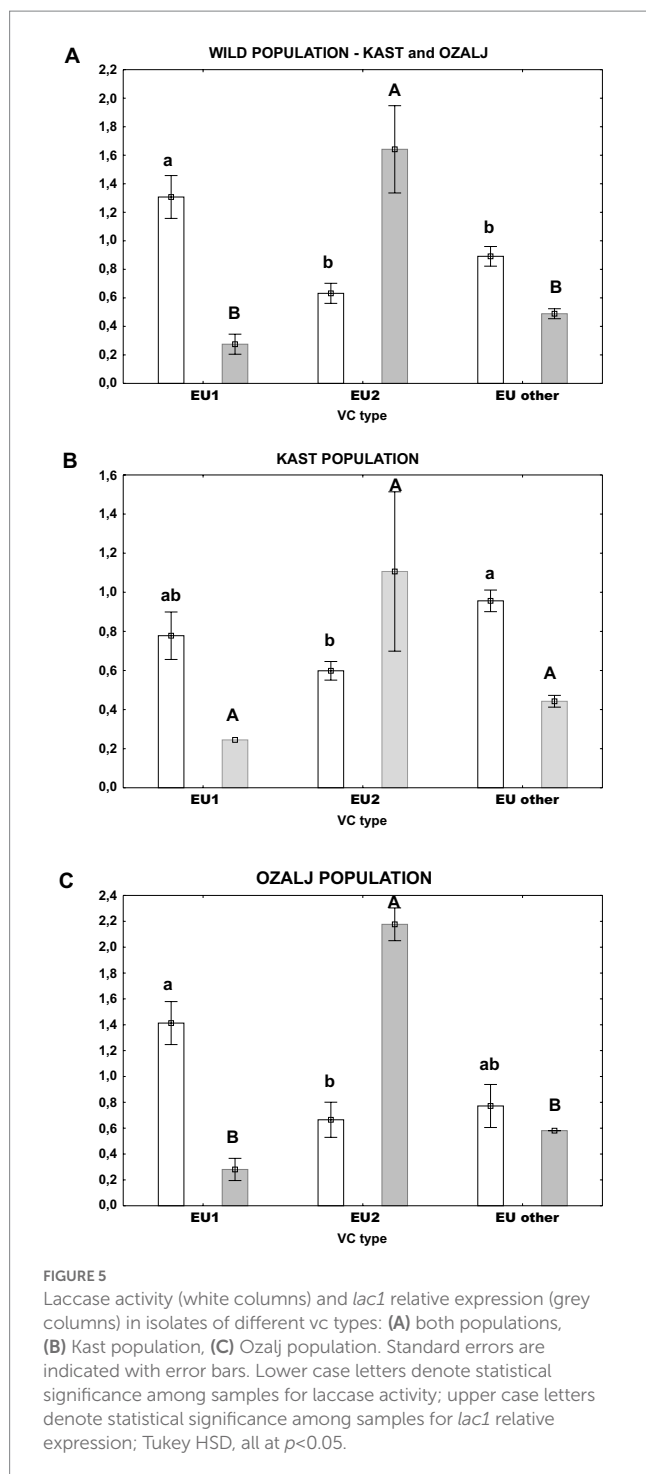 A
WILD POPULATION - KAST and OZALJ
2,2
2,0
1,8
1,6
1,4
1,2
1,0
0,8
0,6
0,4
0,2
0,0
a
B
b
A
b
B
EU1 EU2 EU other
VC type
B
KAST POPULATION
1,6
1,4
1,2
1,0
0,8
0,6
0,4
0,2
0,0
ab
A
b
A
a
A
EU1 EU2 EU other
VC type
C
OZALJ POPULATION
2,4
2,2
2,0
1,8
1,6
1,4
1,2
1,0
0,8
0,6
0,4
0,2
0,0
a
B
b
A
ab
B
EU1 EU2 EU other
VC type
FIGURE 5
Laccase activity (white columns) and lac1 relative expression (grey
columns) in isolates of different vc types: (A) both populations,
(B) Kast population, (C) Ozalj population. Standard errors are
indicated with error bars. Lower case letters denote statistical
significance among samples for laccase activity; upper case letters
denote statistical significance among samples for lac1 relative
expression; Tukey HSD, all at p<0.05.